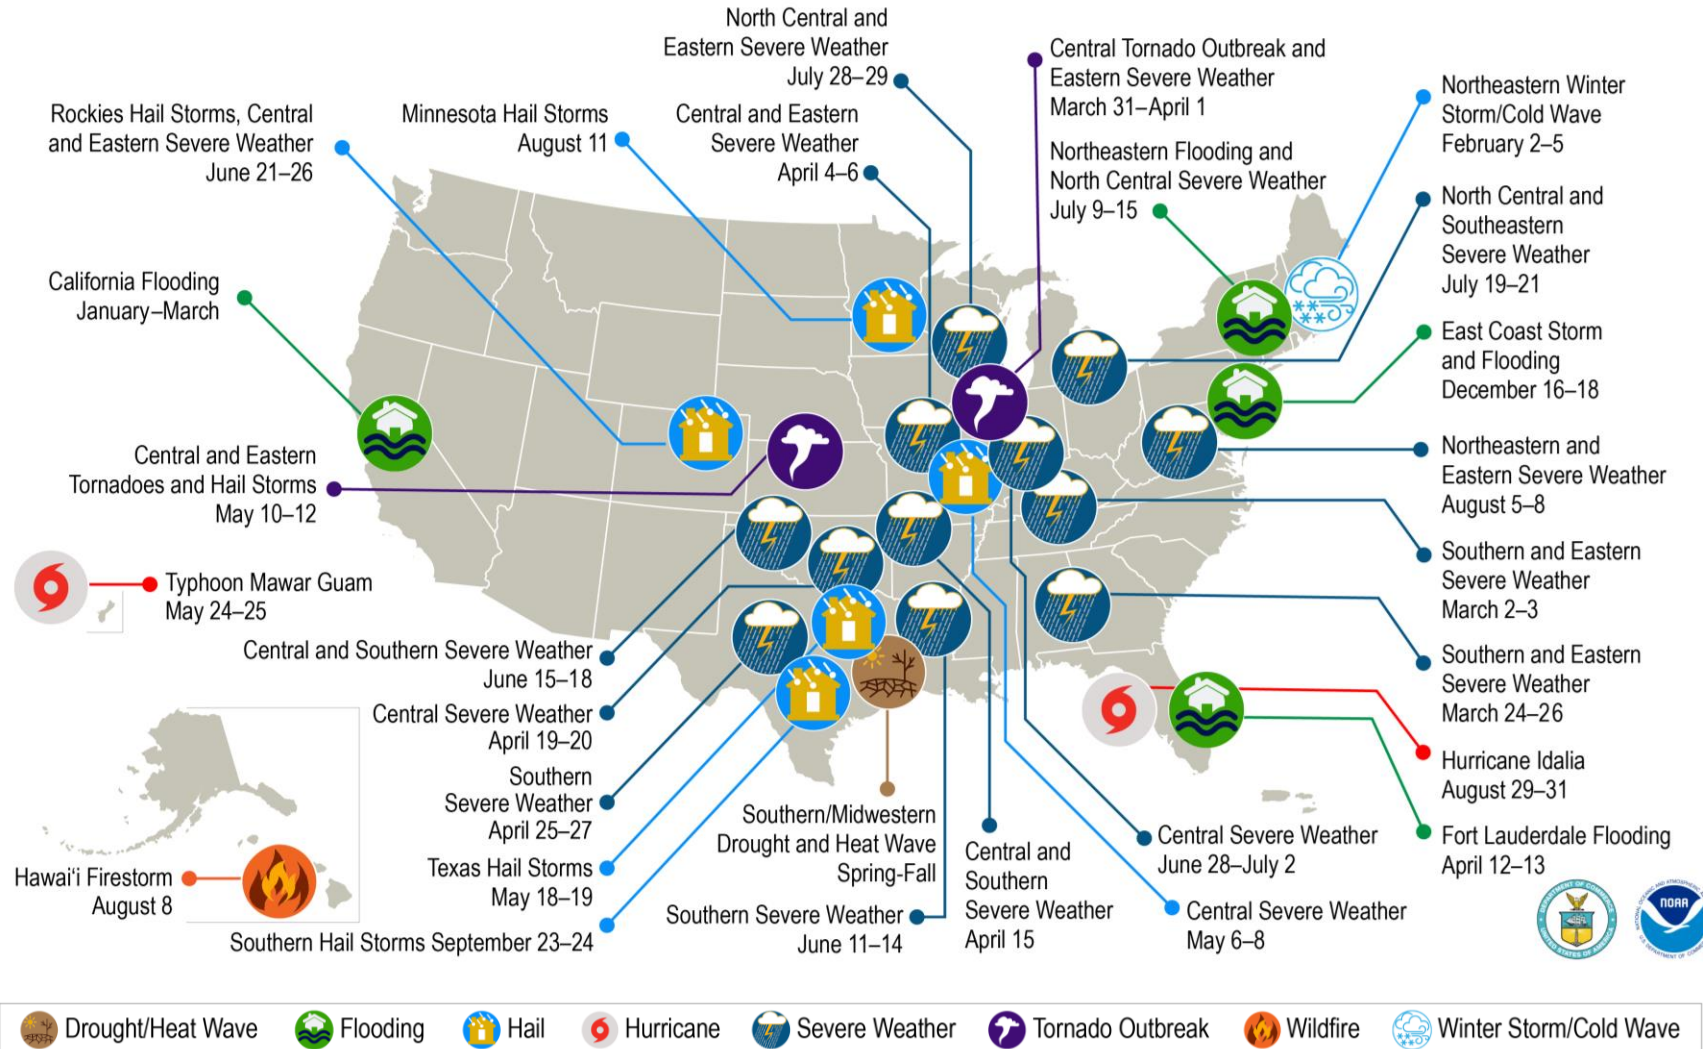 North Central and
Eastern Severe Weather
July 28–29
Central Tornado Outbreak and
Eastern Severe Weather
March 31–April 1
Northeastern Winter
Storm/Cold Wave
February 2–5
Rockies Hail Storms, Central
and Eastern Severe Weather
June 21–26
Minnesota Hail Storms
August 11
Central and Eastern
Severe Weather
April 4–6
Northeastern Flooding and
North Central Severe Weather
July 9–15
North Central and
Southeastern
Severe Weather
July 19–21
California Flooding
January–March
East Coast Storm
and Flooding
December 16–18
Central and Eastern
Tornadoes and Hail Storms
May 10–12
Northeastern and
Eastern Severe Weather
August 5–8
Typhoon Mawar Guam
May 24–25
Southern and Eastern
Severe Weather
March 2–3
Central and Southern Severe Weather
June 15–18
Southern and Eastern
Severe Weather
March 24–26
Central Severe Weather
April 19–20
Southern
Severe Weather
April 25–27
Hurricane Idalia
August 29–31
Texas Hail Storms
May 18–19
Southern/Midwestern
Drought and Heat Wave
Spring-Fall
Central and
Southern
Severe Weather
April 15
Central Severe Weather
June 28–July 2
Fort Lauderdale Flooding
April 12–13
Hawaiʻi Firestorm
August 8
Southern Hail Storms September 23–24
Southern Severe Weather
June 11–14
Central Severe Weather
May 6–8
DEPARTMENT OF COMMERCE
UNITED STATES OF AMERICA
NOAA
Drought/Heat Wave
Flooding
Hail
Hurricane
Severe Weather
Tornado Outbreak
Wildfire
Winter Storm/Cold Wave